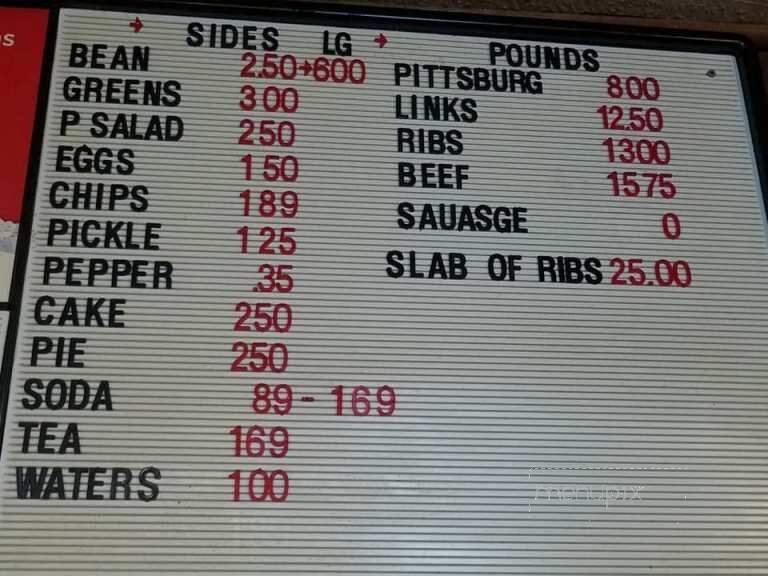 → SIDES LG →
BEAN 2.50→600
GREENS 300
P SALAD 250
EGGS 150
CHIPS 189
PICKLE 125
PEPPER .35
CAKE 250
PIE 250
SODA 89 - 169
TEA 169
WATERS 100
POUNDS
PITTSBURG 800
LINKS 12.50
RIBS 1300
BEEF 1575
SAUASGE 0
SLAB OF RIBS 25.00
menupix